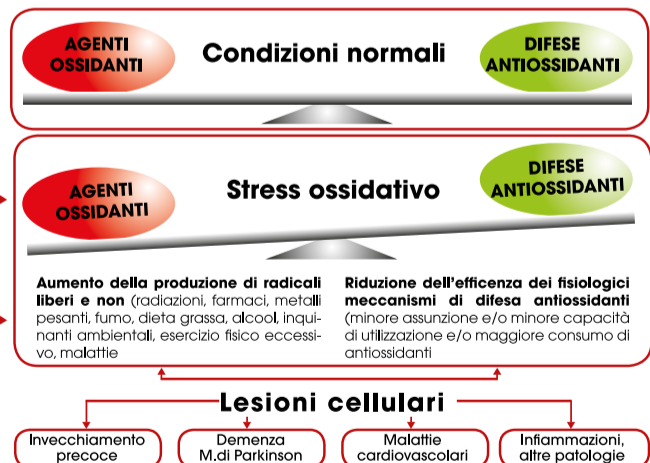 AGENTI
OSSIDANTI
Condizioni normali
DIFESE
ANTIOSSIDANTI
AGENTI
OSSIDANTI
Stress ossidativo
DIFESE
ANTIOSSIDANTI
Aumento della produzione di radicali
liberi e non (radiazioni, farmaci, metalli
pesanti, fumo, dieta grassa, alcool, inqui-
nanti ambientali, esercizio fisico eccessi-
vo, malattie
Riduzione dell'efficenza dei fisiologici
meccanismi di difesa antiossidanti
(minore assunzione e/o minore capacità
di utilizzazione e/o maggiore consumo di
antiossidanti
Lesioni cellulari
Invecchiamento
precoce
Demenza
M.di Parkinson
Malattie
cardiovascolari
Infiammazioni,
altre patologie